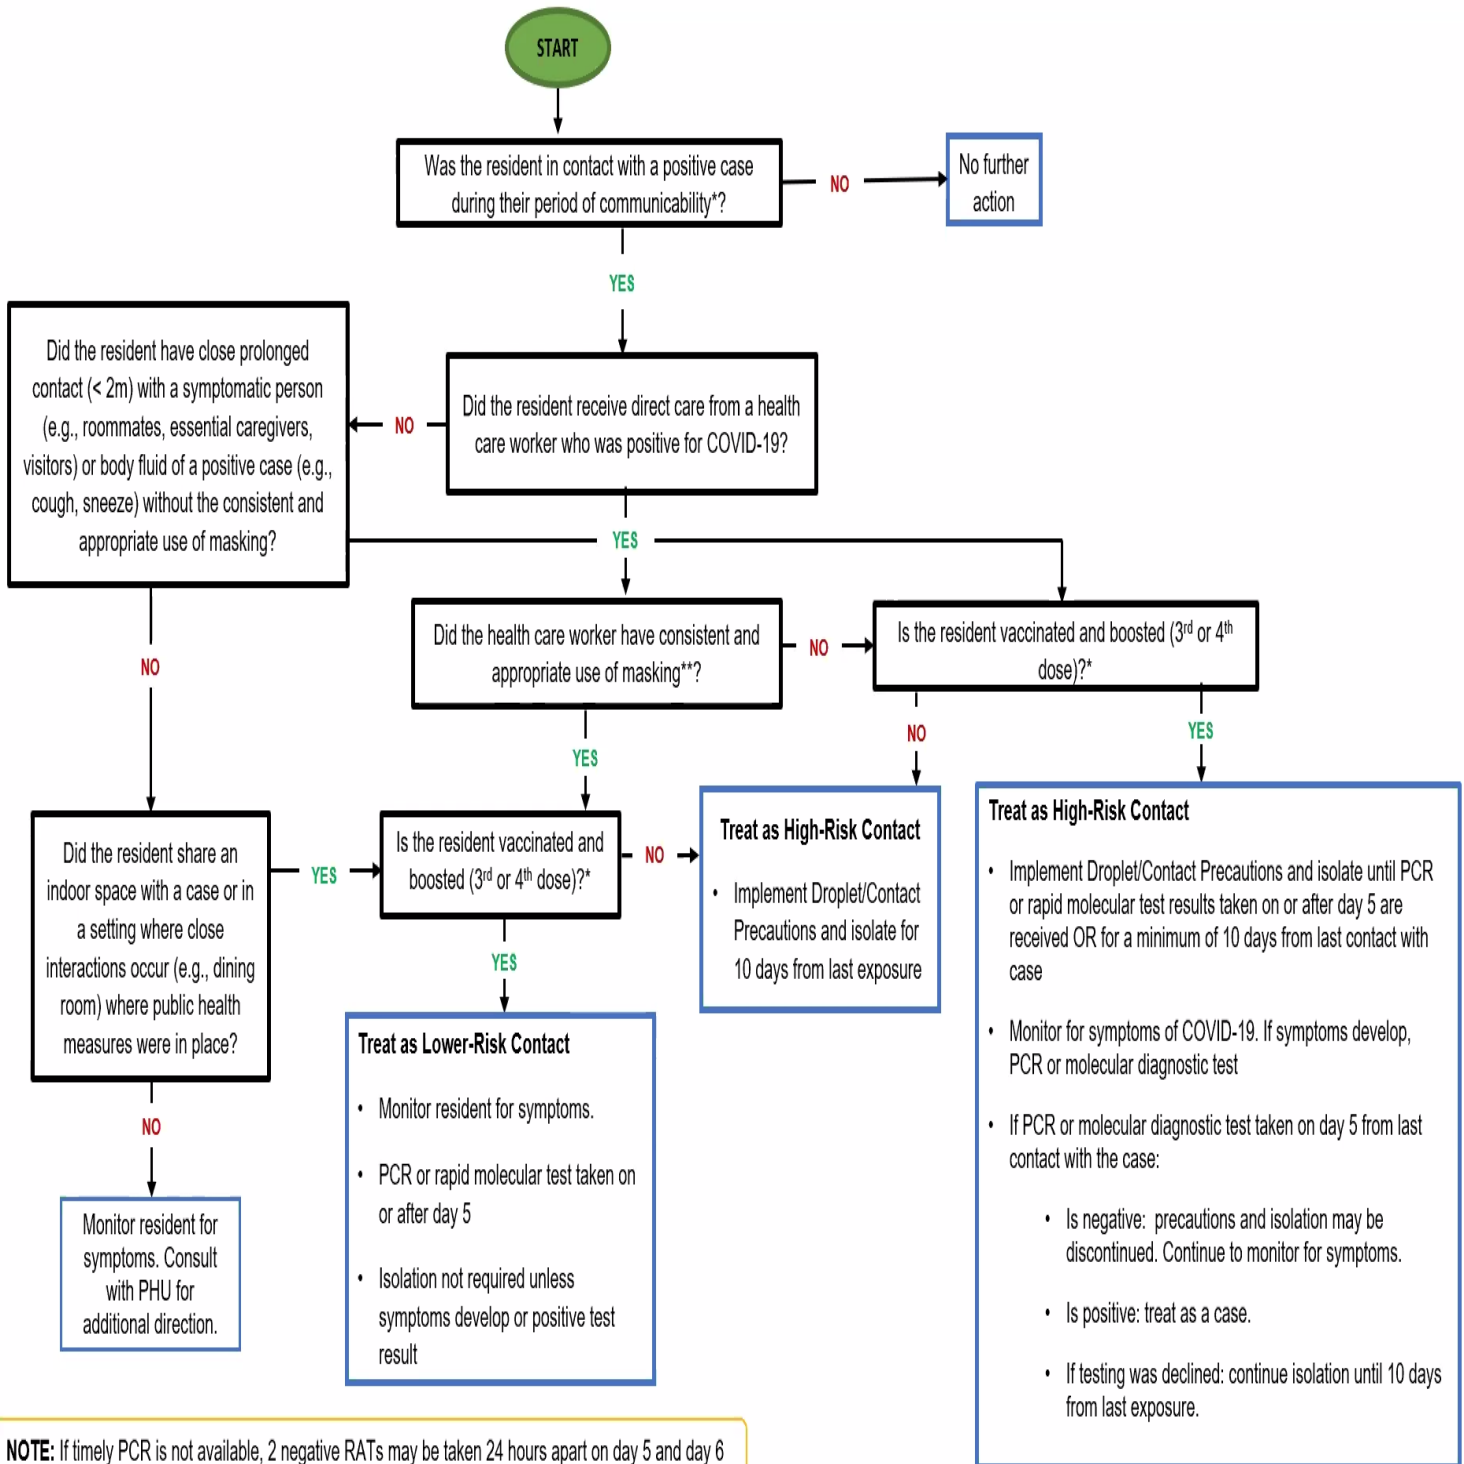 START
Was the resident in contact with a positive case
during their period of communicability*?
NO
No further
action
YES
Did the resident have close prolonged
contact (< 2m) with a symptomatic person
(e.g., roommates, essential caregivers,
visitors) or body fluid of a positive case (e.g.,
cough, sneeze) without the consistent and
appropriate use of masking?
NO
Did the resident receive direct care from a health
care worker who was positive for COVID-19?
YES
Did the health care worker have consistent and
appropriate use of masking**?
NO
Is the resident vaccinated and boosted (3rd or 4th
dose)?*
NO
YES
NO
YES
Did the resident share an
indoor space with a case or in
a setting where close
interactions occur (e.g., dining
room) where public health
measures were in place?
YES
Is the resident vaccinated and
boosted (3rd or 4th dose)?*
NO
Treat as High-Risk Contact
• Implement Droplet/Contact
Precautions and isolate for
10 days from last exposure
Treat as High-Risk Contact
• Implement Droplet/Contact Precautions and isolate until PCR
or rapid molecular test results taken on or after day 5 are
received OR for a minimum of 10 days from last contact with
case
• Monitor for symptoms of COVID-19. If symptoms develop,
PCR or molecular diagnostic test
• If PCR or molecular diagnostic test taken on day 5 from last
contact with the case:
• Is negative: precautions and isolation may be
discontinued. Continue to monitor for symptoms.
• Is positive: treat as a case.
• If testing was declined: continue isolation until 10 days
from last exposure.
YES
Treat as Lower-Risk Contact
• Monitor resident for symptoms.
• PCR or rapid molecular test taken on
or after day 5
• Isolation not required unless
symptoms develop or positive test
result
NO
Monitor resident for
symptoms. Consult
with PHU for
additional direction.
NOTE: If timely PCR is not available, 2 negative RATs may be taken 24 hours apart on day 5 and day 6